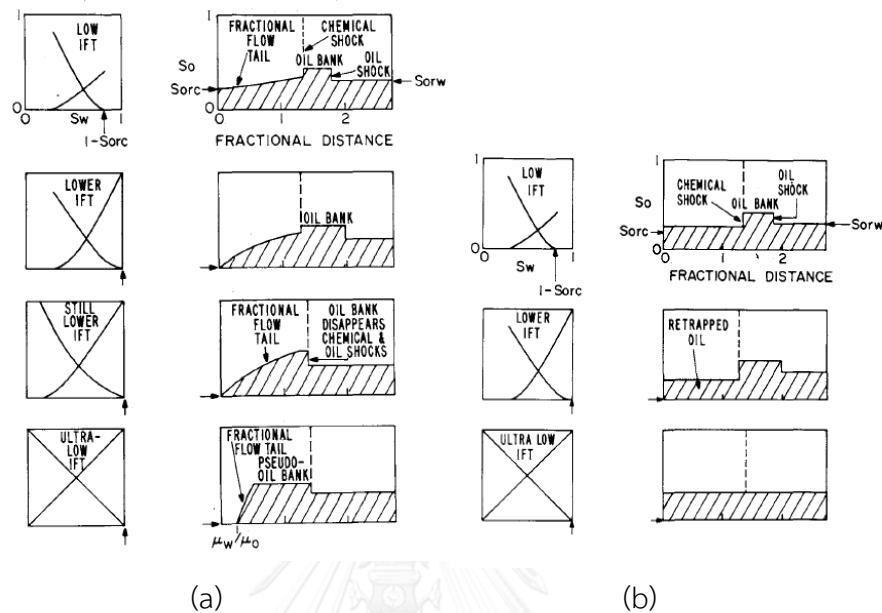 1
LOW
IFT
0
0
Sw
1
1-Sorc
1
So
Sorc
0
FRACTIONAL
FLOW
TAIL
CHEMICAL
SHOCK
OIL BANK
OIL
SHOCK
Sorw
1
2
FRACTIONAL DISTANCE
LOWER
IFT
OIL BANK
STILL
LOWER
IFT
FRACTIONAL
FLOW
TAIL
OIL BANK
DISAPPEARS
CHEMICAL &
OIL SHOCKS
ULTRA-
LOW
IFT
FRACTIONAL
FLOW TAIL
PSEUDO-
OIL BANK
μw/μo
(a)
1
LOW
IFT
0
0
Sw
1
1-Sorc
1
So
Sorc
0
CHEMICAL
SHOCK
OIL BANK
OIL
SHOCK
Sorw
1
2
FRACTIONAL DISTANCE
LOWER
IFT
RETRAPPED
OIL
ULTRA LOW
IFT
(b)